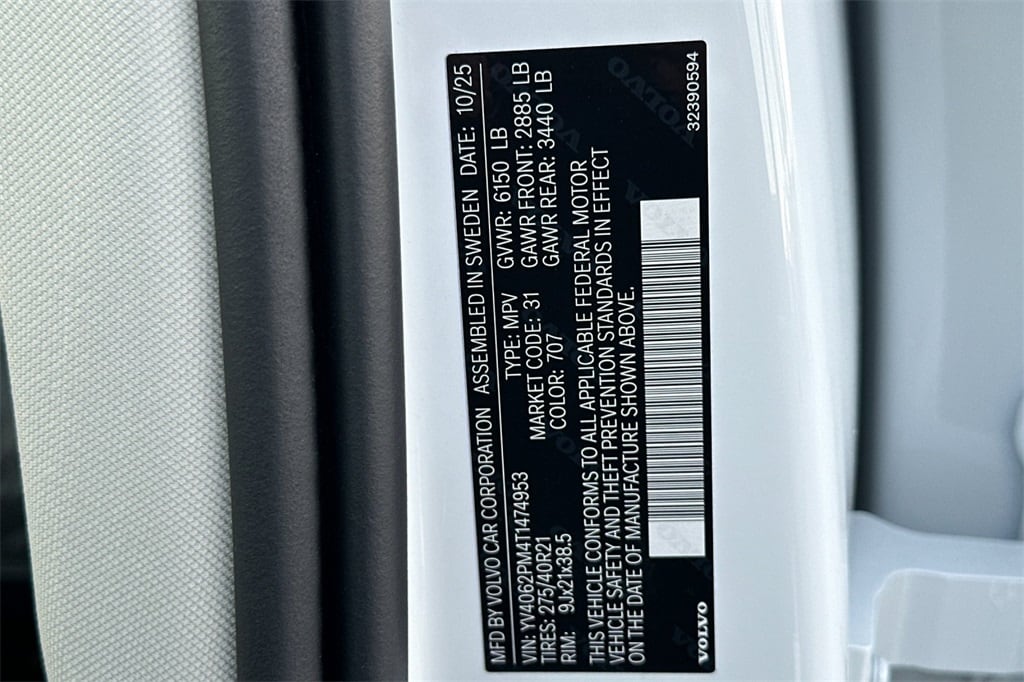 MFD BY VOLVO CAR CORPORATION ASSEMBLED IN SWEDEN DATE: 10/25
VIN: YV4062PM4T1474953 TYPE: MPV GVWR: 6150 LB
TIRES: 275/40R21 MARKET CODE: 31 GAWR FRONT: 2885 LB
RIM: 9Jx21x38.5 COLOR: 707 GAWR REAR: 3440 LB
THIS VEHICLE CONFORMS TO ALL APPLICABLE FEDERAL MOTOR
VEHICLE SAFETY AND THEFT PREVENTION STANDARDS IN EFFECT
ON THE DATE OF MANUFACTURE SHOWN ABOVE.
VOLVO 32390594